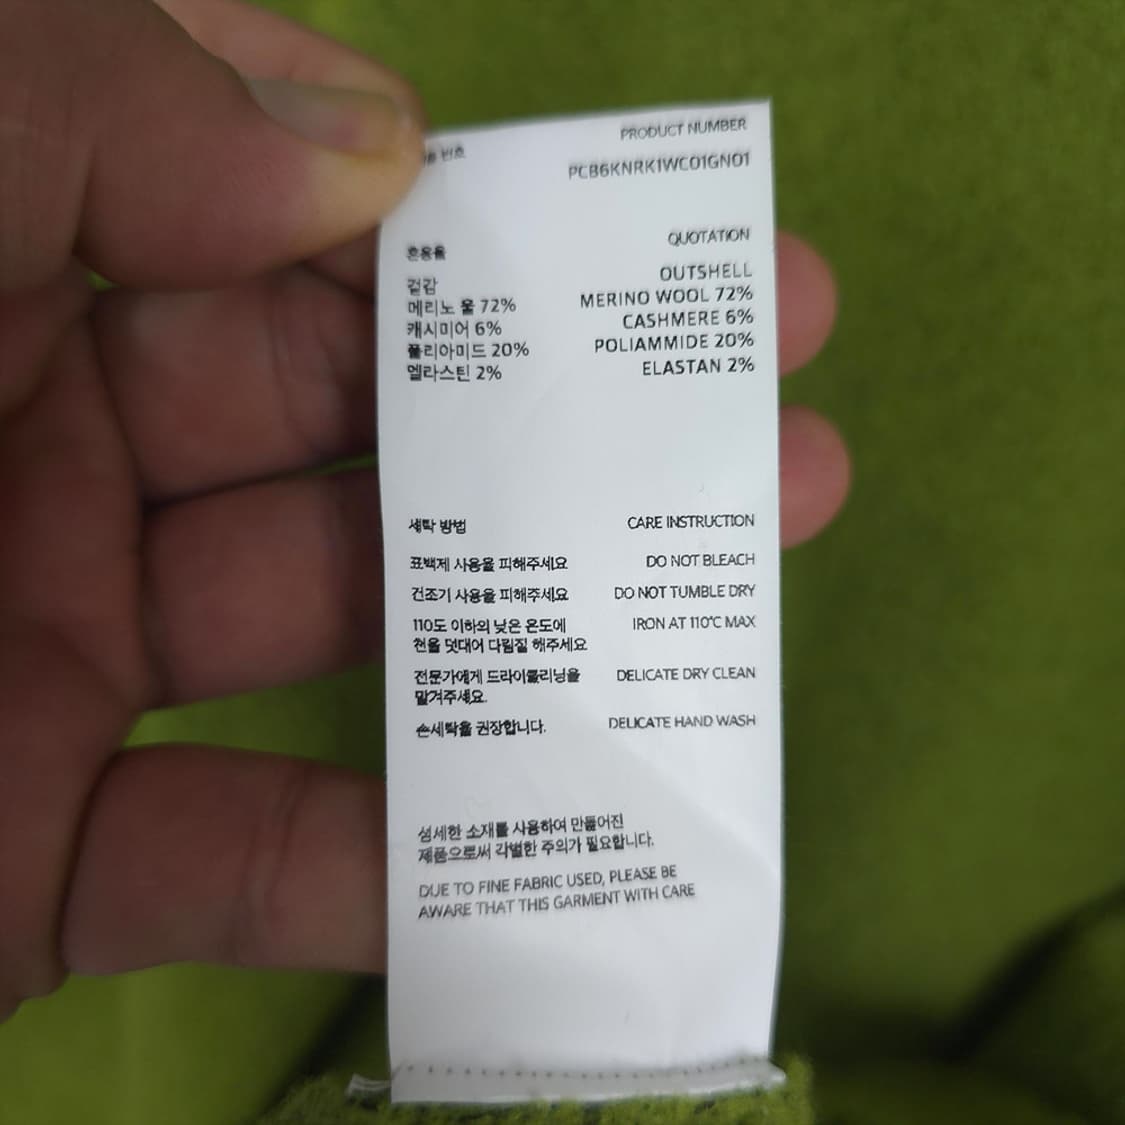 번호
PRODUCT NUMBER
PCB6KNRK1WC01GN01
혼용율
QUOTATION
겉감
OUTSHELL
메리노 울 72%
MERINO WOOL 72%
캐시미어 6%
CASHMERE 6%
폴리아미드 20%
POLIAMMIDE 20%
엘라스틴 2%
ELASTAN 2%
세탁 방법
CARE INSTRUCTION
표백제 사용을 피해주세요
DO NOT BLEACH
건조기 사용을 피해주세요
DO NOT TUMBLE DRY
110도 이하의 낮은 온도에
천을 덧대어 다림질 해주세요
IRON AT 110℃ MAX
전문가에게 드라이클리닝을
맡겨주세요.
DELICATE DRY CLEAN
손세탁을 권장합니다.
DELICATE HAND WASH
섬세한 소재를 사용하여 만들어진
제품으로써 각별한 주의가 필요합니다.
DUE TO FINE FABRIC USED, PLEASE BE
AWARE THAT THIS GARMENT WITH CARE